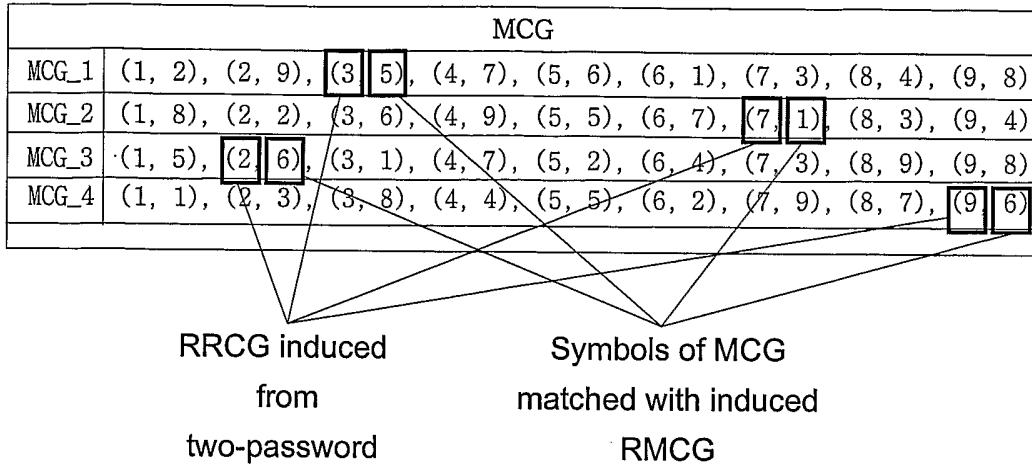 MCG
MCG_1 (1, 2), (2, 9), (3, 5), (4, 7), (5, 6), (6, 1), (7, 3), (8, 4), (9, 8)
MCG_2 (1, 8), (2, 2), (3, 6), (4, 9), (5, 5), (6, 7), (7, 1), (8, 3), (9, 4)
MCG_3 (1, 5), (2, 6), (3, 1), (4, 7), (5, 2), (6, 4), (7, 3), (8, 9), (9, 8)
MCG_4 (1, 1), (2, 3), (3, 8), (4, 4), (5, 5), (6, 2), (7, 9), (8, 7), (9, 6)
RRCG induced
from
two-password
Symbols of MCG
matched with induced
RMCG